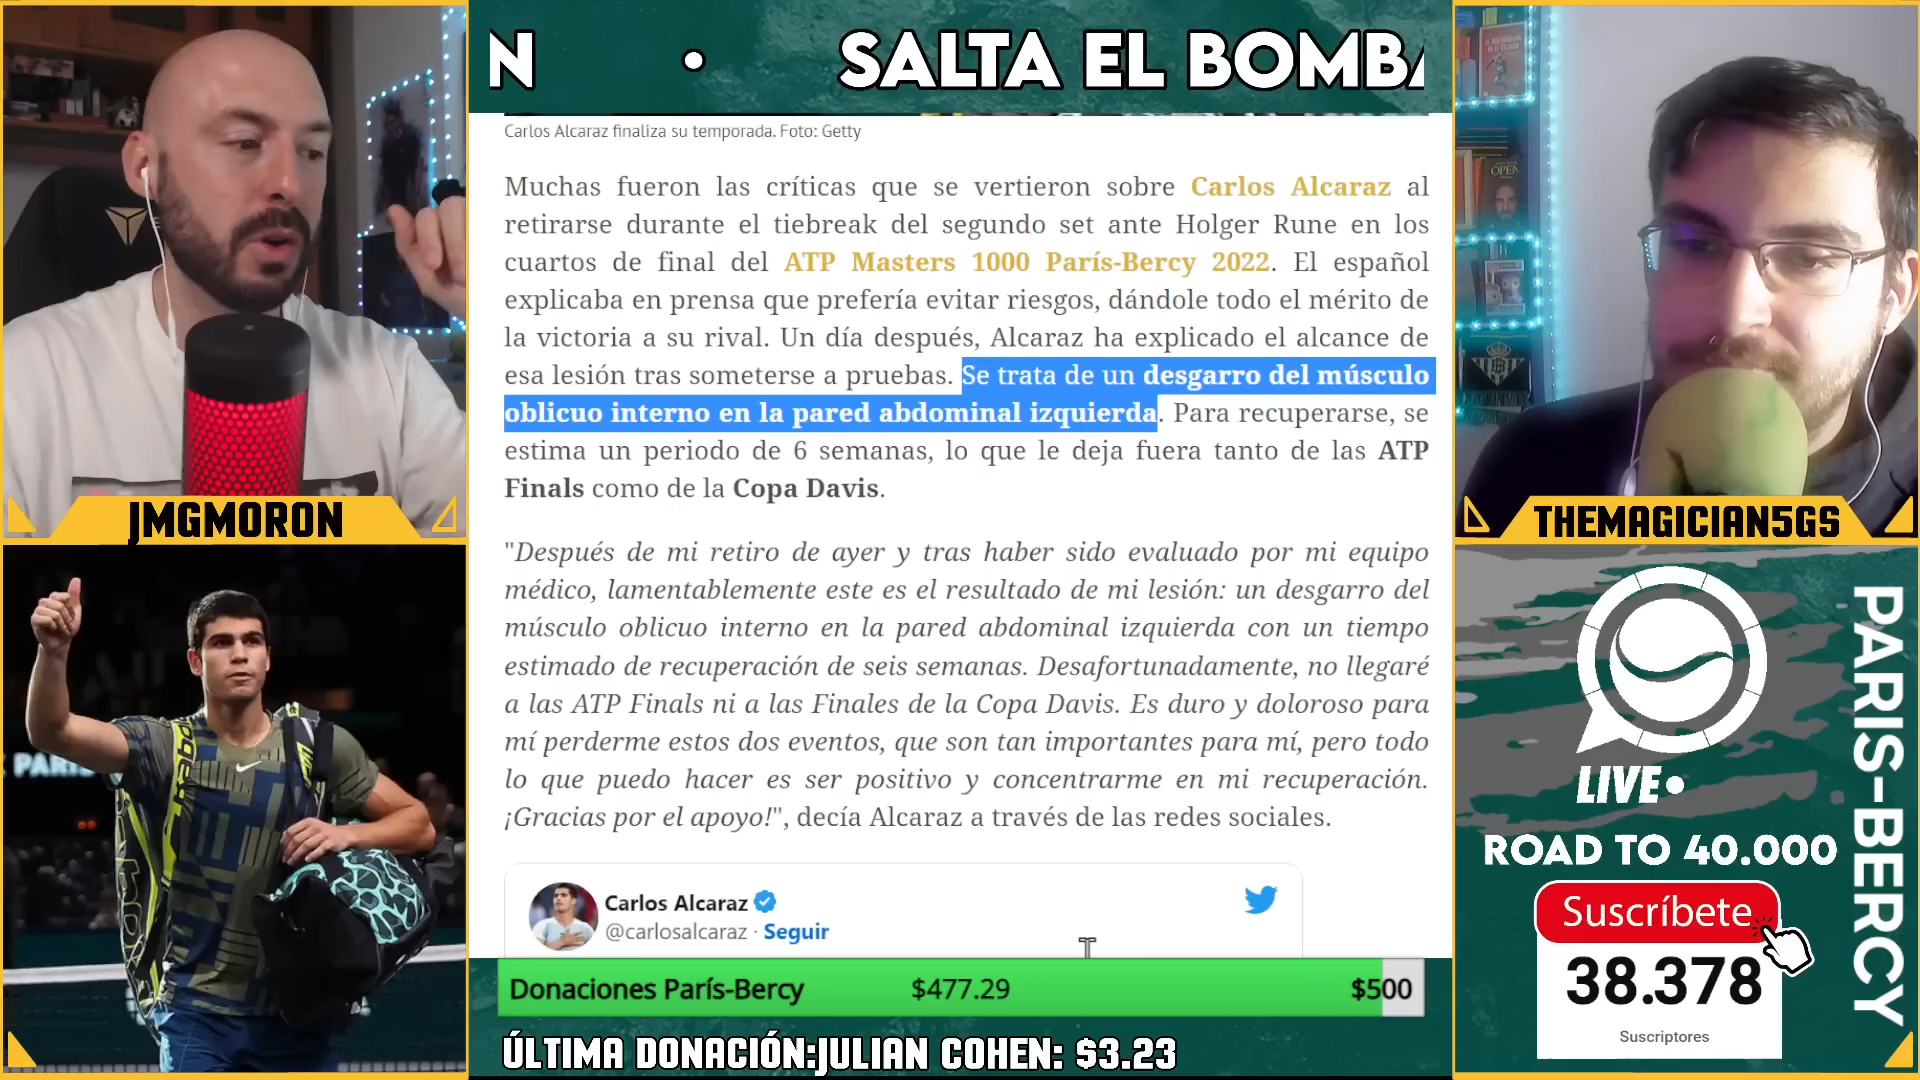 N • SALTA EL BOMBA
Carlos Alcaraz finaliza su temporada. Foto: Getty
Muchas fueron las críticas que se vertieron sobre Carlos Alcaraz al
retirarse durante el tiebreak del segundo set ante Holger Rune en los
cuartos de final del ATP Masters 1000 París-Bercy 2022. El español
explicaba en prensa que prefería evitar riesgos, dándole todo el mérito de
la victoria a su rival. Un día después, Alcaraz ha explicado el alcance de
esa lesión tras someterse a pruebas. Se trata de un desgarro del músculo
oblicuo interno en la pared abdominal izquierda. Para recuperarse, se
estima un periodo de 6 semanas, lo que le deja fuera tanto de las ATP
Finals como de la Copa Davis.
"Después de mi retiro de ayer y tras haber sido evaluado por mi equipo
médico, lamentablemente este es el resultado de mi lesión: un desgarro del
músculo oblicuo interno en la pared abdominal izquierda con un tiempo
estimado de recuperación de seis semanas. Desafortunadamente, no llegaré
a las ATP Finals ni a las Finales de la Copa Davis. Es duro y doloroso para
mí perderme estos dos eventos, que son tan importantes para mí, pero todo
lo que puedo hacer es ser positivo y concentrarme en mi recuperación.
¡Gracias por el apoyo!", decía Alcaraz a través de las redes sociales.
Carlos Alcaraz
@carlosalcaraz · Seguir
Donaciones París-Bercy $477.29 $500
ÚLTIMA DONACIÓN:JULIAN COHEN: $3.23
JMGMORON
PARIS
THEMAGICIAN5GS
OPEN
LIVE•
ROAD TO 40.000
Suscríbete
38.378
Suscriptores
PARIS-BERCY